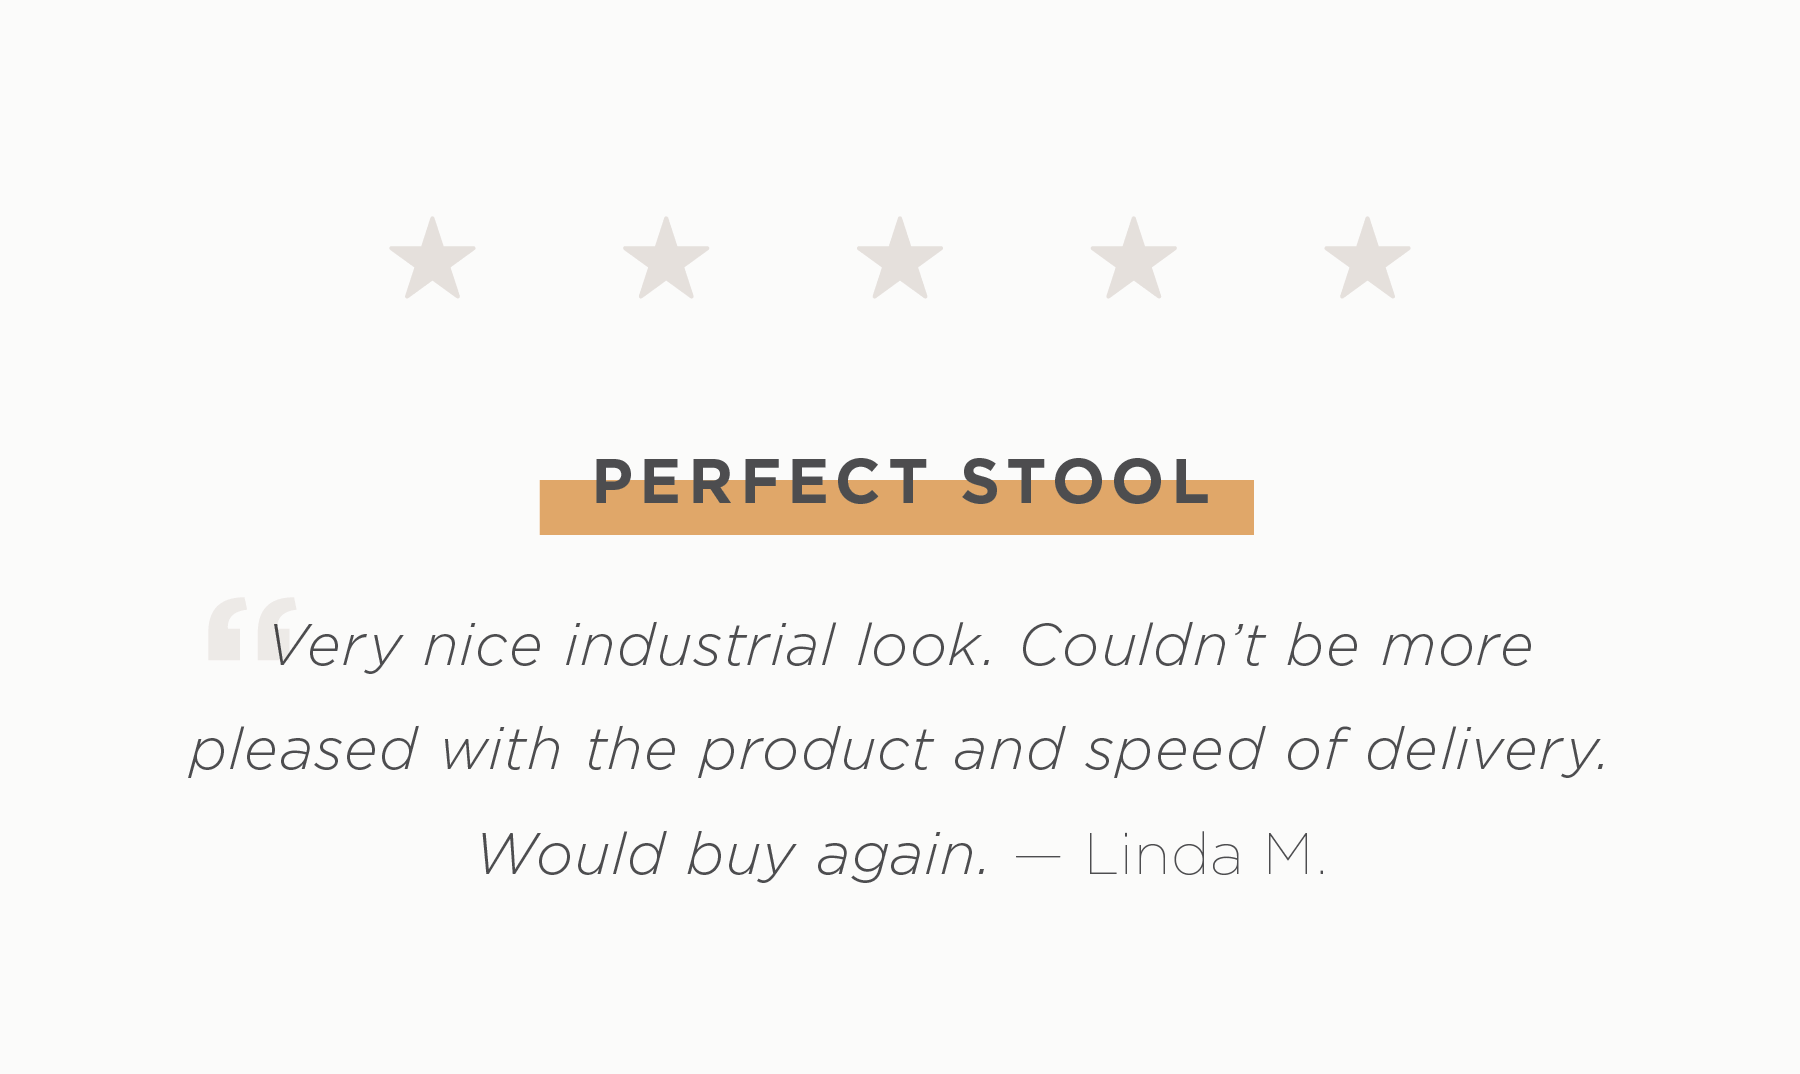 PERFECT STOOL
“Very nice industrial look. Couldn’t be more
pleased with the product and speed of delivery.
Would buy again. — Linda M.